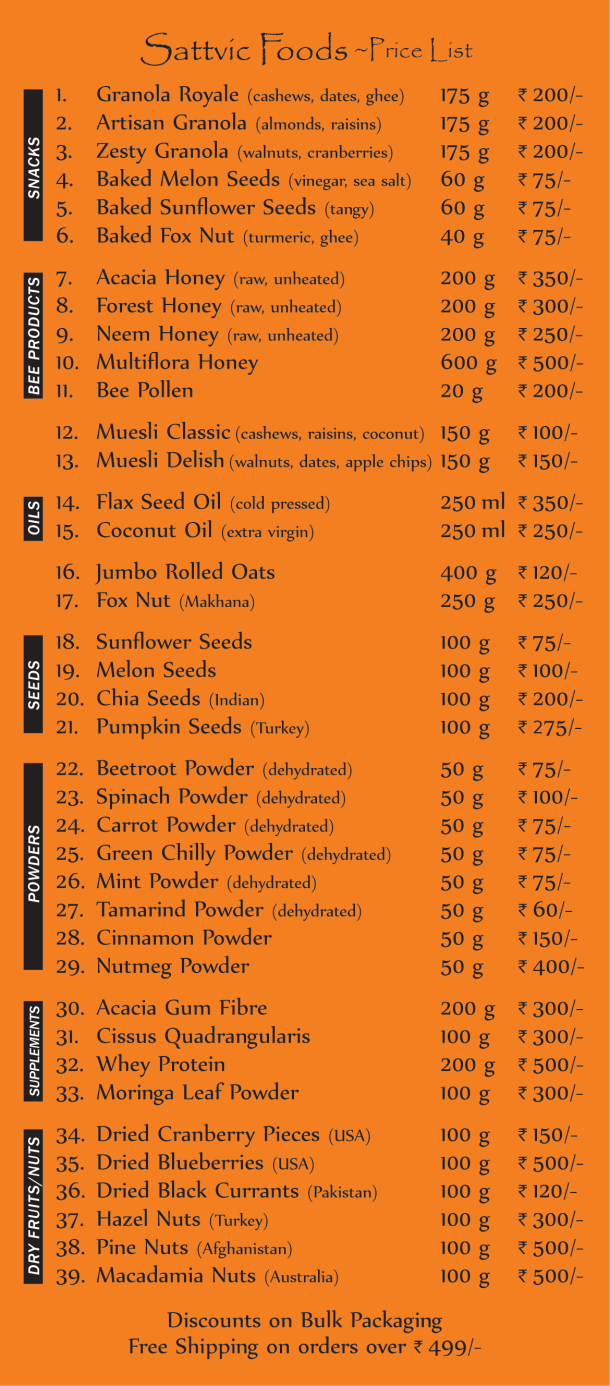 Sattvic Foods ~Price List
SNACKS
1. Granola Royale (cashews, dates, ghee) 175 g ₹ 200/-
2. Artisan Granola (almonds, raisins) 175 g ₹ 200/-
3. Zesty Granola (walnuts, cranberries) 175 g ₹ 200/-
4. Baked Melon Seeds (vinegar, sea salt) 60 g ₹ 75/-
5. Baked Sunflower Seeds (tangy) 60 g ₹ 75/-
6. Baked Fox Nut (turmeric, ghee) 40 g ₹ 75/-
BEE PRODUCTS
7. Acacia Honey (raw, unheated) 200 g ₹ 350/-
8. Forest Honey (raw, unheated) 200 g ₹ 300/-
9. Neem Honey (raw, unheated) 200 g ₹ 250/-
10. Multiflora Honey 600 g ₹ 500/-
11. Bee Pollen 20 g ₹ 200/-
12. Muesli Classic (cashews, raisins, coconut) 150 g ₹ 100/-
13. Muesli Delish (walnuts, dates, apple chips) 150 g ₹ 150/-
OILS
14. Flax Seed Oil (cold pressed) 250 ml ₹ 350/-
15. Coconut Oil (extra virgin) 250 ml ₹ 250/-
16. Jumbo Rolled Oats 400 g ₹ 120/-
17. Fox Nut (Makhana) 250 g ₹ 250/-
SEEDS
18. Sunflower Seeds 100 g ₹ 75/-
19. Melon Seeds 100 g ₹ 100/-
20. Chia Seeds (Indian) 100 g ₹ 200/-
21. Pumpkin Seeds (Turkey) 100 g ₹ 275/-
POWDERS
22. Beetroot Powder (dehydrated) 50 g ₹ 75/-
23. Spinach Powder (dehydrated) 50 g ₹ 100/-
24. Carrot Powder (dehydrated) 50 g ₹ 75/-
25. Green Chilly Powder (dehydrated) 50 g ₹ 75/-
26. Mint Powder (dehydrated) 50 g ₹ 75/-
27. Tamarind Powder (dehydrated) 50 g ₹ 60/-
28. Cinnamon Powder 50 g ₹ 150/-
29. Nutmeg Powder 50 g ₹ 400/-
SUPPLEMENTS
30. Acacia Gum Fibre 200 g ₹ 300/-
31. Cissus Quadrangularis 100 g ₹ 300/-
32. Whey Protein 200 g ₹ 500/-
33. Moringa Leaf Powder 100 g ₹ 300/-
DRY FRUITS/NUTS
34. Dried Cranberry Pieces (USA) 100 g ₹ 150/-
35. Dried Blueberries (USA) 100 g ₹ 500/-
36. Dried Black Currants (Pakistan) 100 g ₹ 120/-
37. Hazel Nuts (Turkey) 100 g ₹ 300/-
38. Pine Nuts (Afghanistan) 100 g ₹ 500/-
39. Macadamia Nuts (Australia) 100 g ₹ 500/-
Discounts on Bulk Packaging
Free Shipping on orders over ₹ 499/-